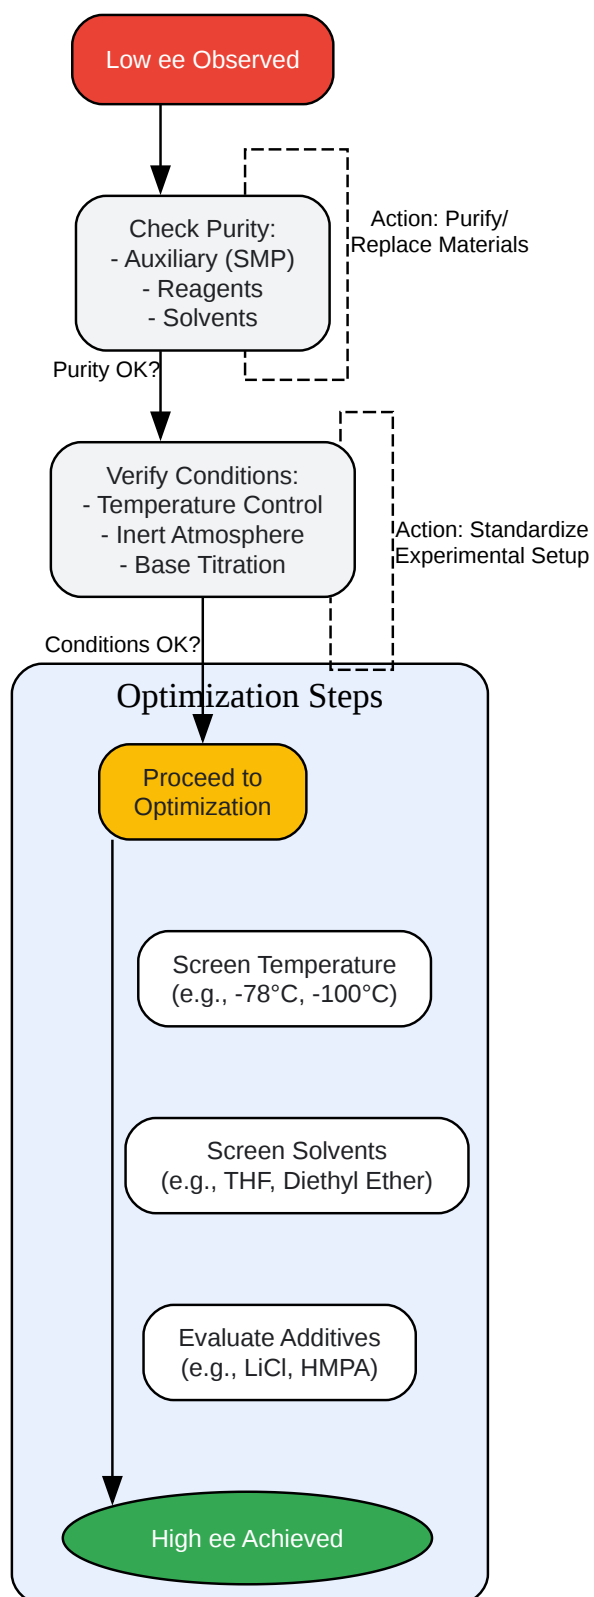 Low ee Observed
Check Purity:
- Auxiliary (SMP)
- Reagents
- Solvents
Action: Purify/
Replace Materials
Purity OK?
Verify Conditions:
- Temperature Control
- Inert Atmosphere
- Base Titration
Action: Standardize
Experimental Setup
Conditions OK?
Optimization Steps
Proceed to
Optimization
Screen Temperature
(e.g., -78°C, -100°C)
Screen Solvents
(e.g., THF, Diethyl Ether)
Evaluate Additives
(e.g., LiCl, HMPA)
High ee Achieved